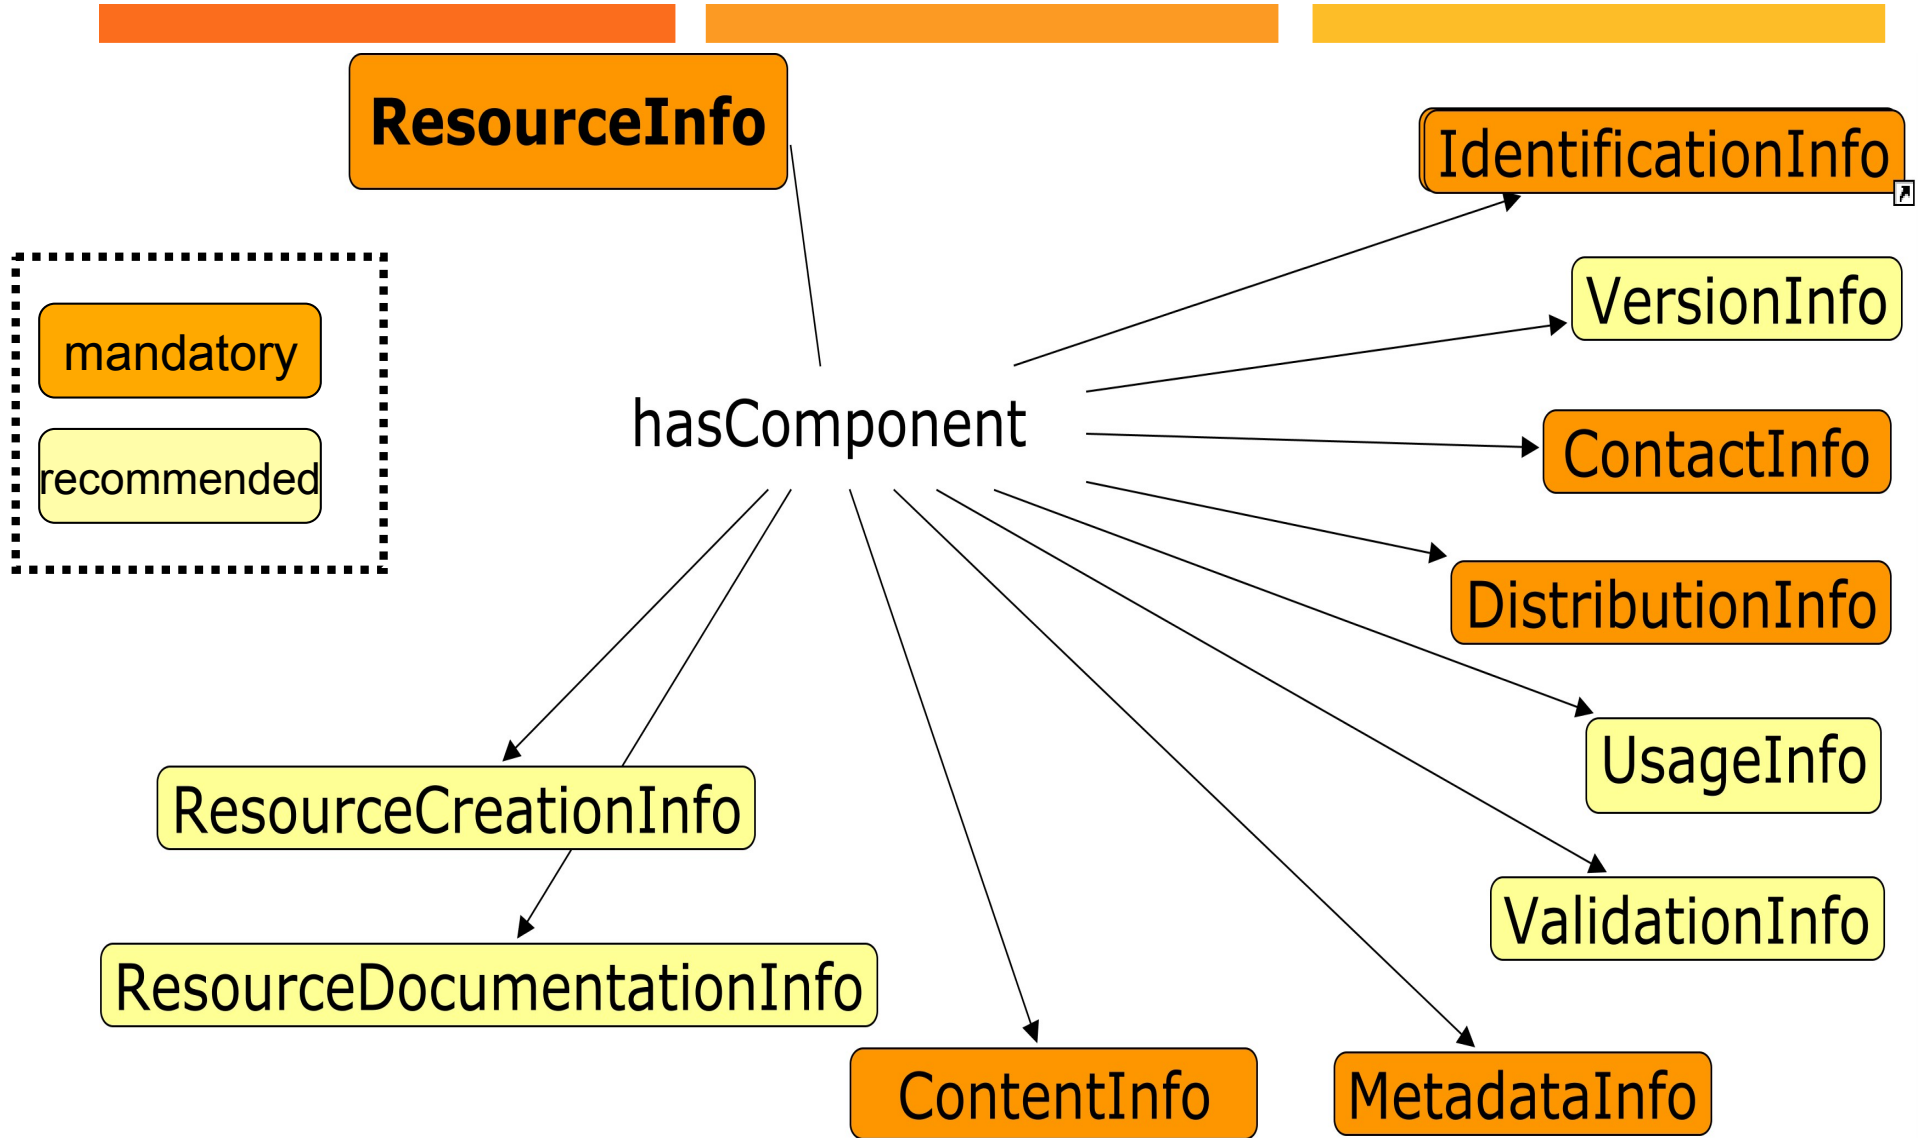 ResourceInfo
IdentificationInfo
mandatory
recommended
VersionInfo
hasComponent
ContactInfo
DistributionInfo
UsageInfo
ResourceCreationInfo
ValidationInfo
ResourceDocumentationInfo
ContentInfo
MetadataInfo